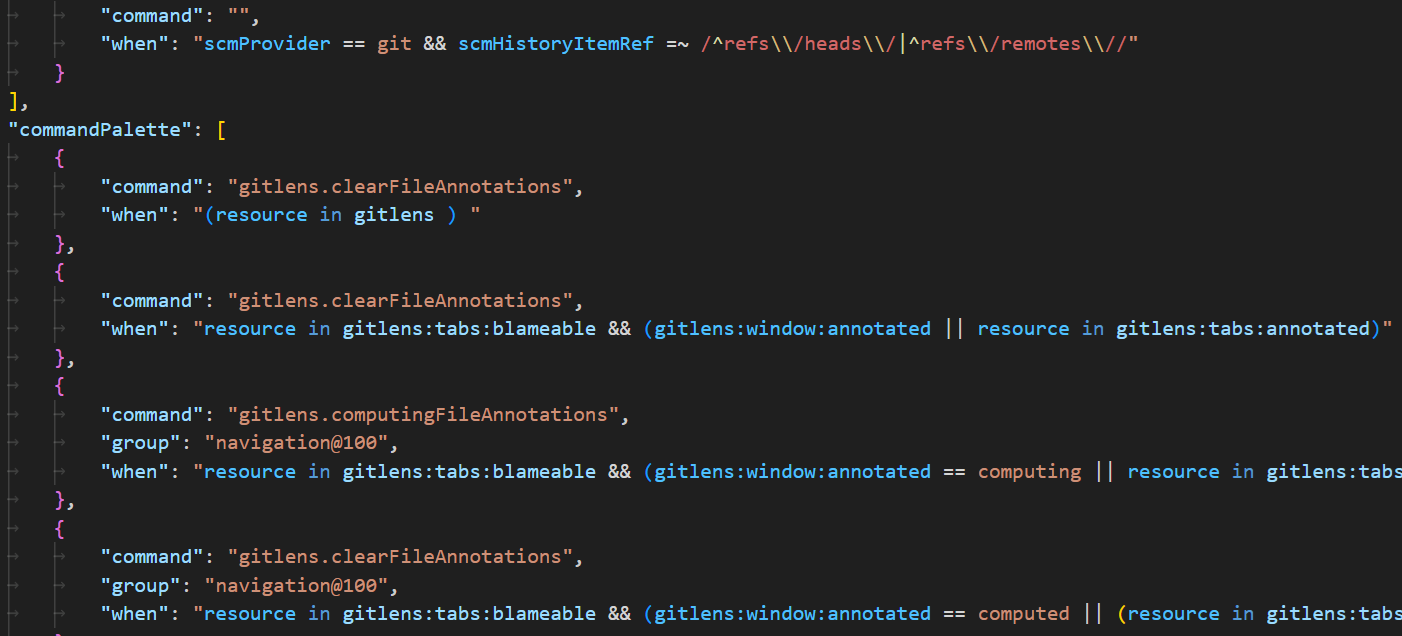 "command": "",
"when": "scmProvider == git && scmHistoryItemRef =~ /^refs\\/heads\\/|^refs\\/remotes\\//"
}
],
"commandPalette": [
{
"command": "gitlens.clearFileAnnotations",
"when": "(resource in gitlens ) "
},
{
"command": "gitlens.clearFileAnnotations",
"when": "resource in gitlens:tabs:blameable && (gitlens:window:annotated || resource in gitlens:tabs:annotated)"
},
{
"command": "gitlens.computingFileAnnotations",
"group": "navigation@100",
"when": "resource in gitlens:tabs:blameable && (gitlens:window:annotated == computing || resource in gitlens:tabs
},
{
"command": "gitlens.clearFileAnnotations",
"group": "navigation@100",
"when": "resource in gitlens:tabs:blameable && (gitlens:window:annotated == computed || (resource in gitlens:tabs